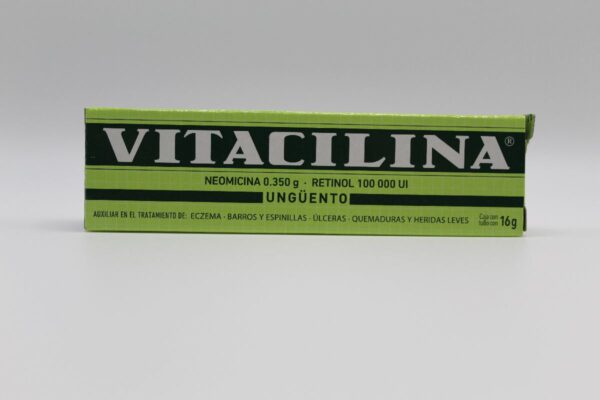 VITACILINA®
NEOMICINA 0.350 g · RETINOL 100 000 UI
UNGÜENTO
AUXILIAR EN EL TRATAMIENTO DE: ECZEMA · BARROS Y ESPINILLAS · ÚLCERAS · QUEMADURAS Y HERIDAS LEVES
Caja con
tubo con 16g